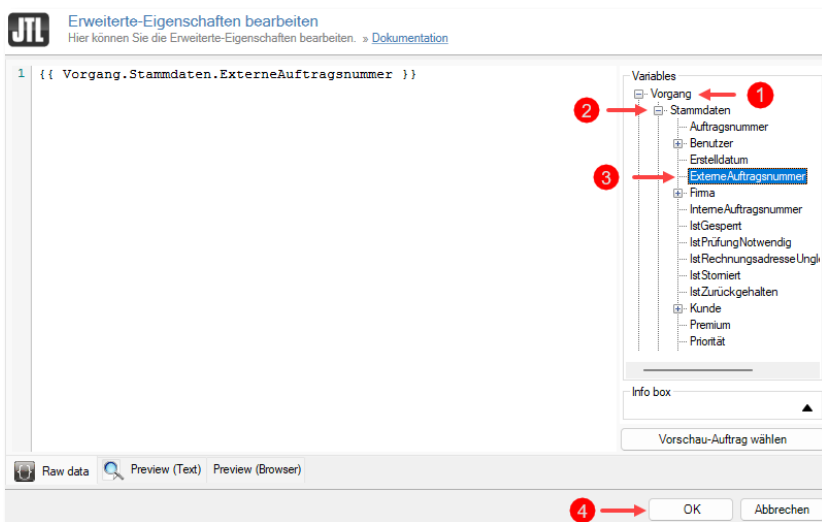 JTL
Erweiterte-Eigenschaften bearbeiten
Hier können Sie die Erweiterte-Eigenschaften bearbeiten. » Dokumentation
1 {{ Vorgang.Stammdaten.ExterneAuftragsnummer }}
Variables
Vorgang 1
2 Stammdaten
Auftragsnummer
Benutzer
Erstelldatum
3 ExterneAuftragsnummer
Firma
InterneAuftragsnummer
IstGesperrt
IstPrüfungNotwendig
IstRechnungsadresseUngle
IstStorniert
IstZurückgehalten
Kunde
Premium
Priorität
Info box
Vorschau-Auftrag wählen
Raw data Preview (Text) Preview (Browser)
4 OK Abbrechen